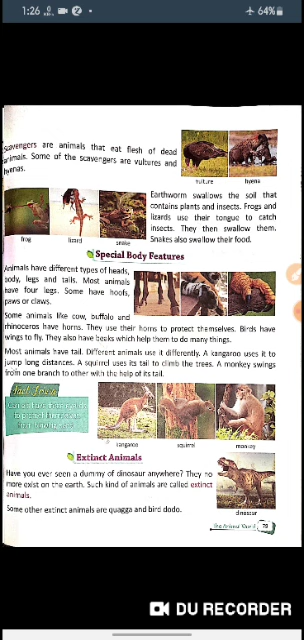 1:26
64%
Scavengers are animals that eat flesh of dead
animals. Some of the scavengers are vultures and
hyenas.
vulture
hyena
Earthworm swallows the soil that
contains plants and insects. Frogs and
lizards use their tongue to catch
insects. They then swallow them.
Snakes also swallow their food.
frog
lizard
snake
Special Body Features
Animals have different types of heads,
body, legs and tails. Most animals
have four legs. Some have hoofs,
paws or claws.
Some animals like cow, buffalo and
rhinoceros have horns. They use their horns to protect themselves. Birds have
wings to fly. They also have beaks which help them to do many things.
Most animals have tail. Different animals use it differently. A kangaroo uses it to
jump long distances. A squirrel uses its tail to climb the trees. A monkey swings
from one branch to other with the help of its tail.
kangaroo
squirrel
monkey
Extinct Animals
Have you ever seen a dummy of dinosaur anywhere? They no
more exist on the earth. Such kind of animals are called extinct
animals.
dinosaur
Some other extinct animals are quagga and bird dodo.
DU RECORDER